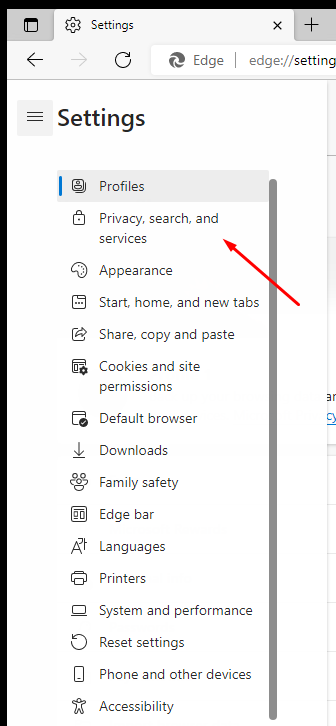 Settings
Edge
edge://setting
Settings
Profiles
Privacy, search, and
services
Appearance
Start, home, and new tabs
Share, copy and paste
Cookies and site
permissions
Default browser
Downloads
Family safety
Edge bar
Languages
Printers
System and performance
Reset settings
Phone and other devices
Accessibility